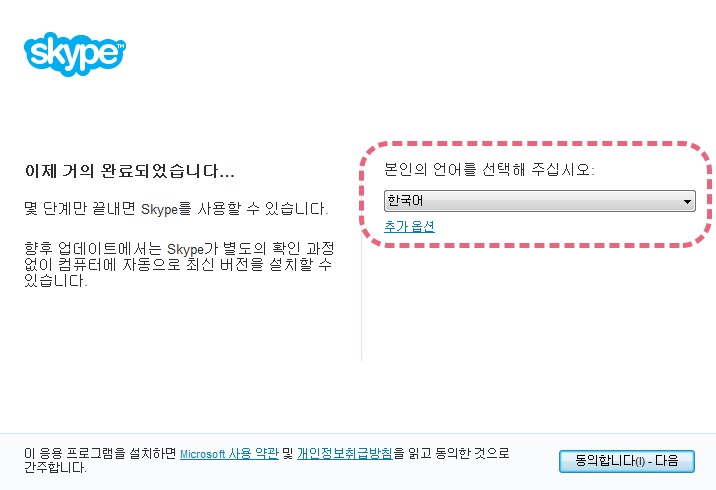 skype™
이제 거의 완료되었습니다...
몇 단계만 끝내면 Skype를 사용할 수 있습니다.
향후 업데이트에서는 Skype가 별도의 확인 과정
없이 컴퓨터에 자동으로 최신 버전을 설치할 수
있습니다.
본인의 언어를 선택해 주십시오:
한국어
추가 옵션
이 응용 프로그램을 설치하면 Microsoft 사용 약관 및 개인정보취급방침을 읽고 동의한 것으로
간주합니다.
동의합니다(I) - 다음